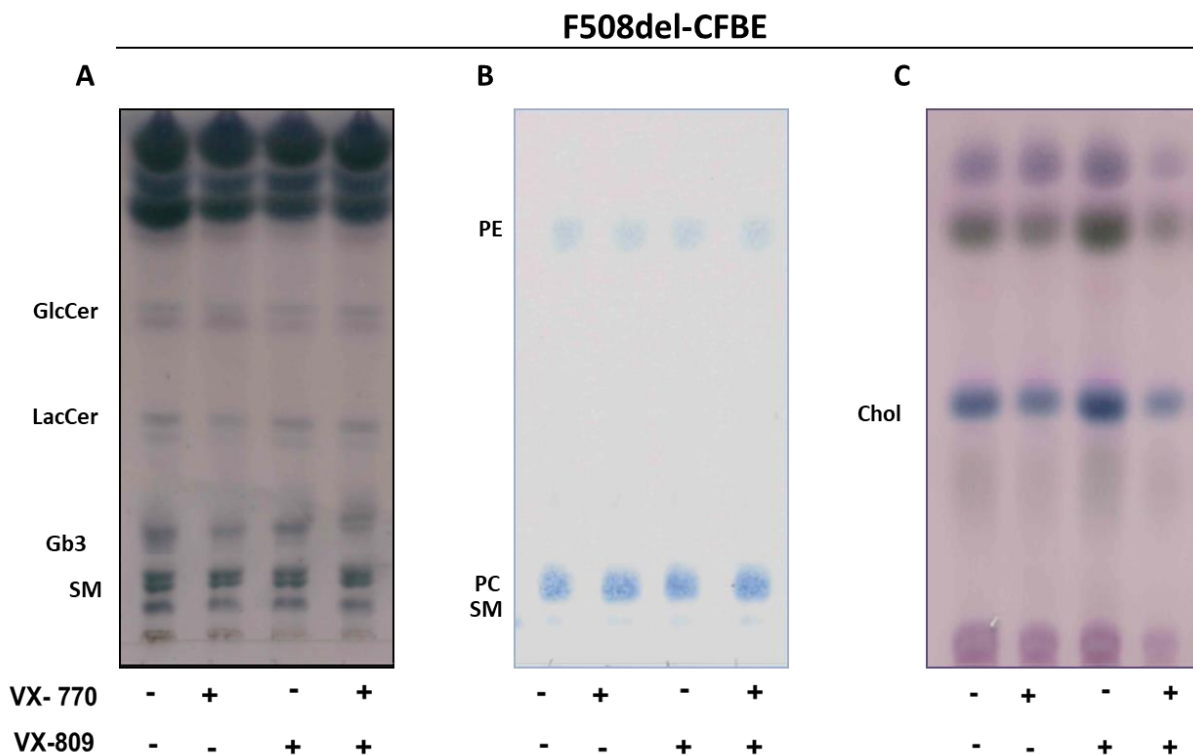 F508del-CFBE
A B C
GlcCer
LacCer
Gb3
SM
PE
PC
SM
Chol
VX- 770 - + - + - + - + - + - +
VX-809 - - + + - - + + - - + +